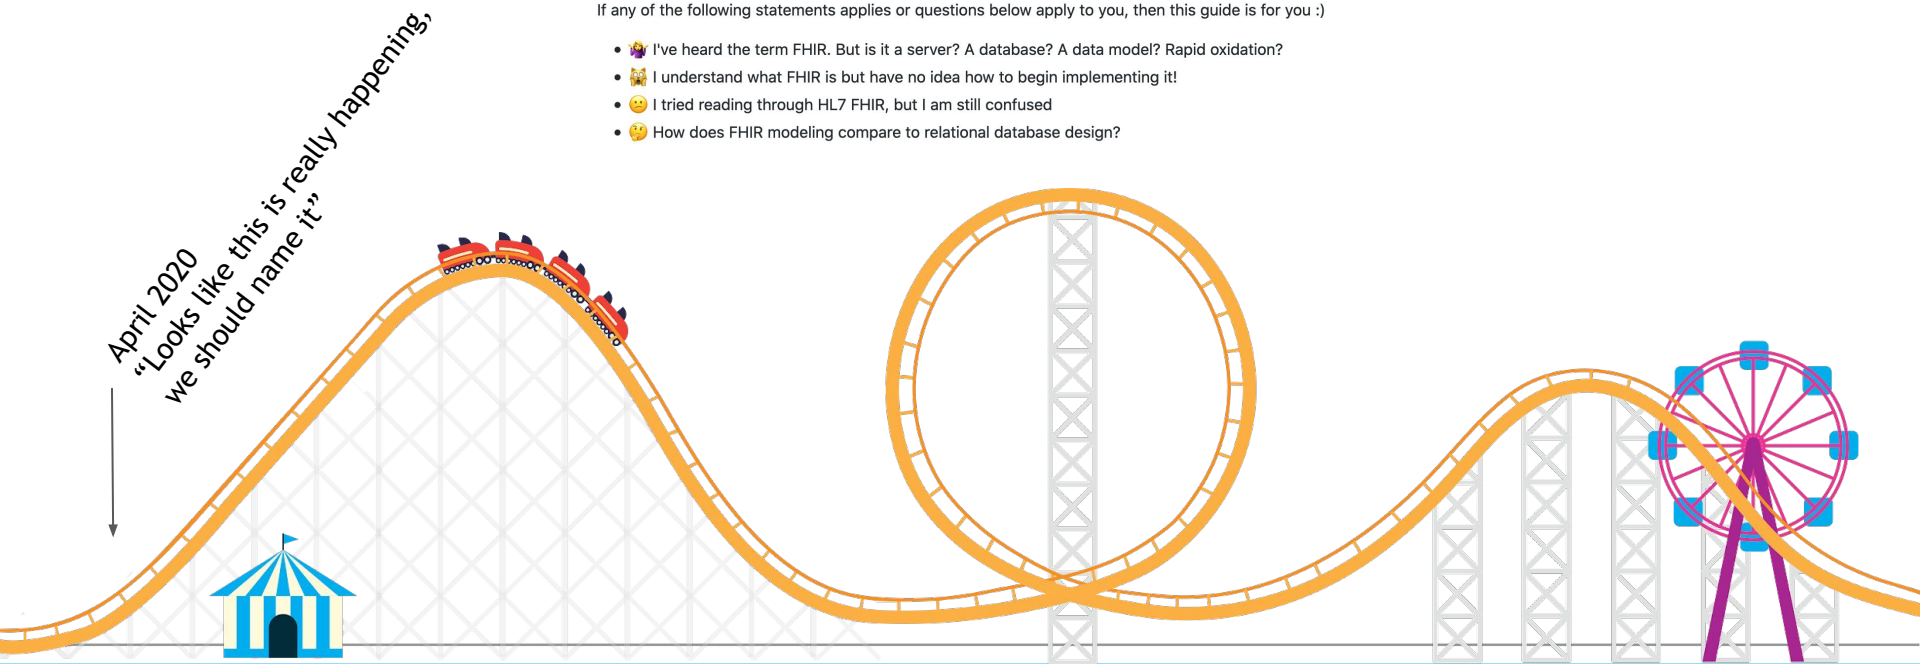 If any of the following statements applies or questions below apply to you, then this guide is for you :)
• 🤷‍♀️ I've heard the term FHIR. But is it a server? A database? A data model? Rapid oxidation?
• 🙀 I understand what FHIR is but have no idea how to begin implementing it!
• 😕 I tried reading through HL7 FHIR, but I am still confused
• 🤔 How does FHIR modeling compare to relational database design?
April 2020
“Looks like this is really happening,
we should name it”